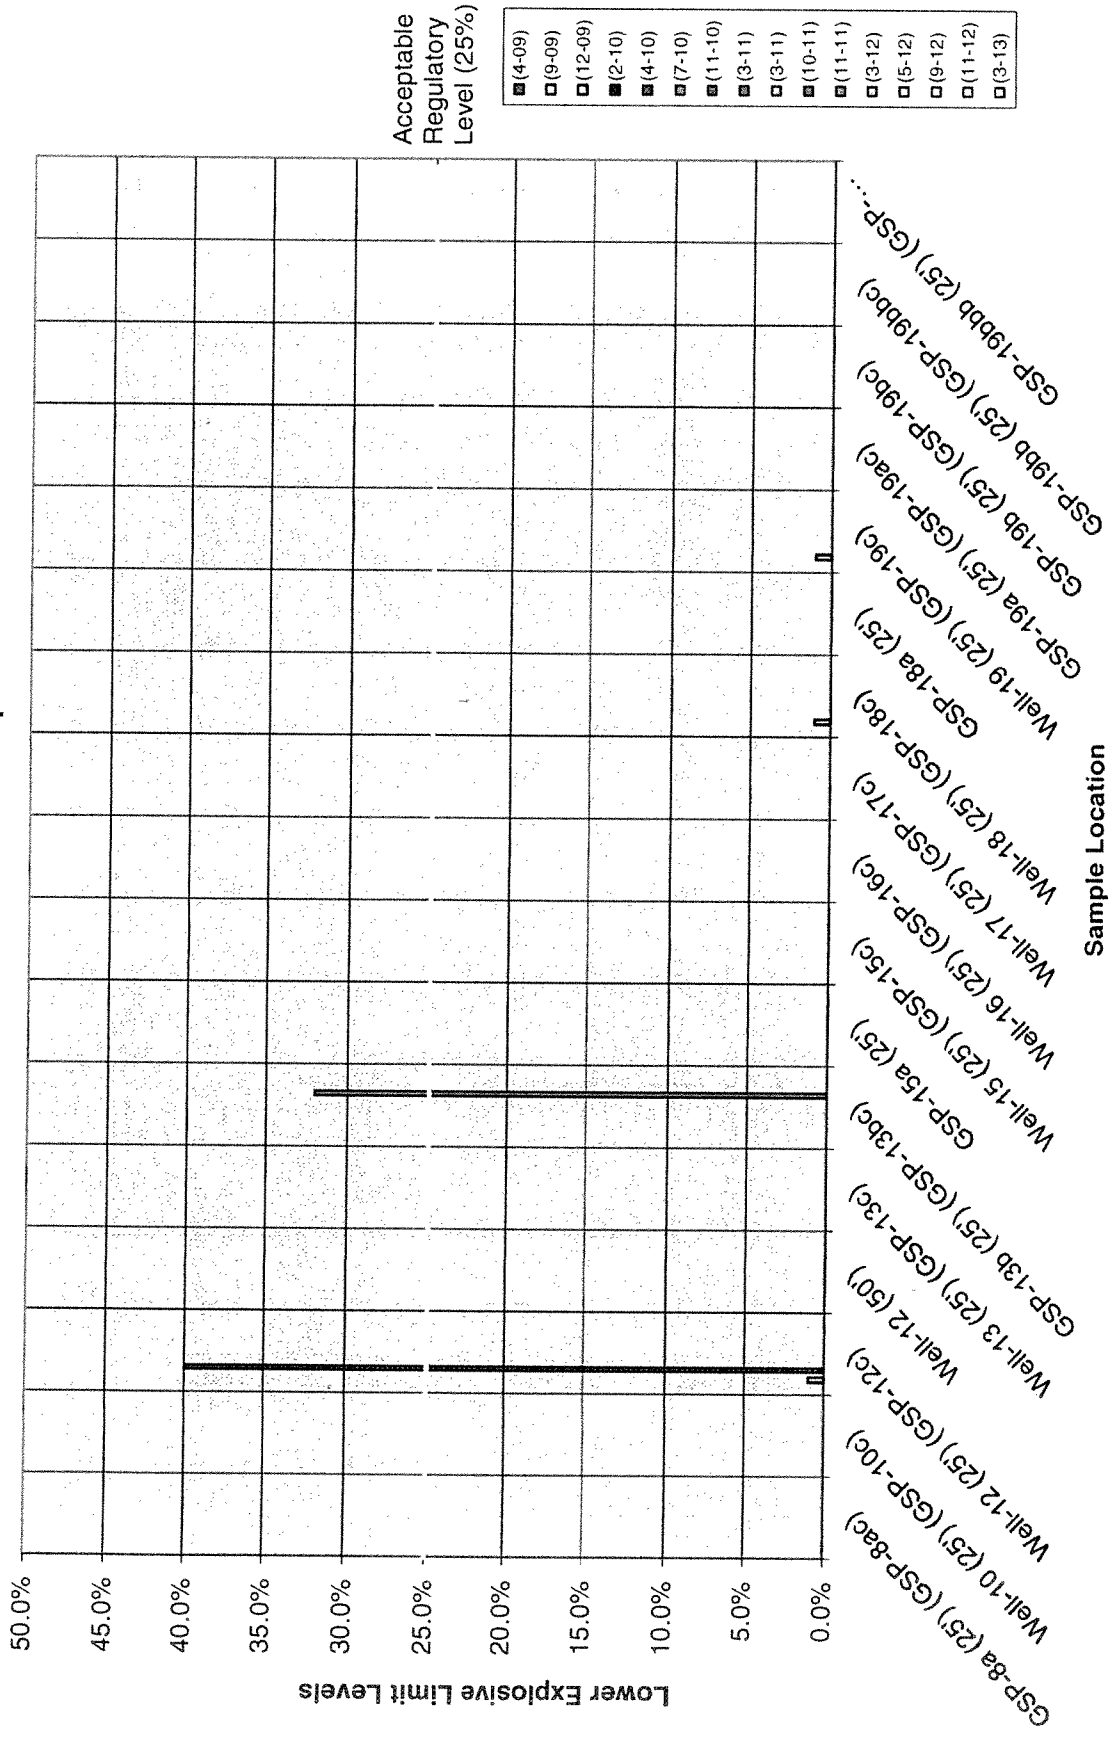 Acceptable
Regulatory
Level (25%)
(4-09)
(9-09)
(12-09)
(2-10)
(4-10)
(7-10)
(11-10)
(3-11)
(3-11)
(10-11)
(11-11)
(3-12)
(5-12)
(9-12)
(11-12)
(3-13)
Lower Explosive Limit Levels
50.0%
45.0%
40.0%
35.0%
30.0%
25.0%
20.0%
15.0%
10.0%
5.0%
0.0%
GSP-8a (25') (GSP-8ac)
Well-10 (25') (GSP-10c)
Well-12 (25') (GSP-12c)
Well-12 (50')
Well-13 (25') (GSP-13c)
GSP-13b (25') (GSP-13bc)
GSP-15a (25')
Well-15 (25') (GSP-15c)
Well-16 (25') (GSP-16c)
Well-17 (25') (GSP-17c)
Well-18 (25') (GSP-18c)
GSP-18a (25')
Well-19 (25') (GSP-19c)
GSP-19a (25') (GSP-19ac)
GSP-19b (25') (GSP-19bc)
GSP-19bb (25') (GSP-19bbc)
GSP-19bbb (25') (GSP-...
Sample Location